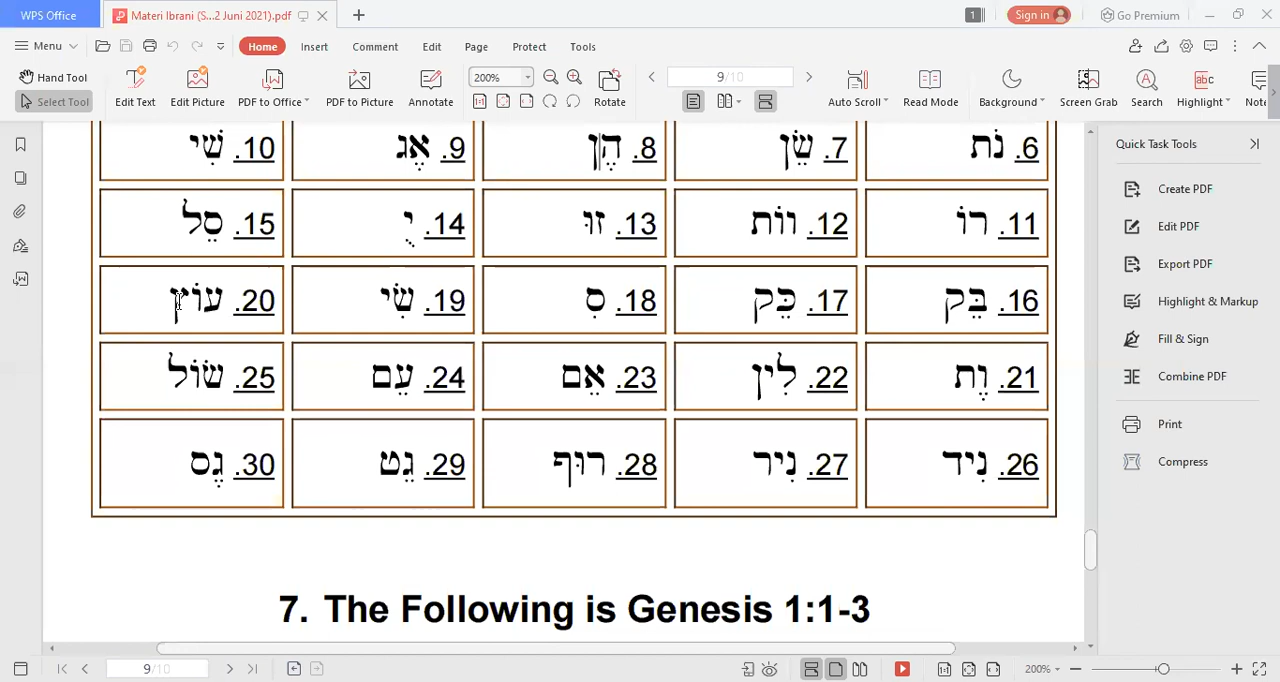 WPS Office
Materi Ibrani (S...2 Juni 2021).pdf
1
Sign in
Go Premium
Menu
Home
Insert
Comment
Edit
Page
Protect
Tools
Hand Tool
Select Tool
Edit Text
Edit Picture
PDF to Office
PDF to Picture
Annotate
200%
Rotate
9/10
Auto Scroll
Read Mode
Background
Screen Grab
Search
Highlight
Note
6. נֹת
7. שֵׂן
8. הֶן
9. אֶג
10. שִׁי
11. רוֹ
12. ווֹת
13. זוּ
14. יֻ
15. סֵל
16. בֵּק
17. כֵּק
18. סִ
19. שִׂי
20. עוֹץ
21. וֶת
22. לִין
23. אֵם
24. עֵם
25. שׂוֹל
26. נִיד
27. נִיר
28. רוּף
29. גֵט
30. גֶס
7. The Following is Genesis 1:1-3
Quick Task Tools
Create PDF
Edit PDF
Export PDF
Highlight & Markup
Fill & Sign
Combine PDF
Print
Compress
9/10
200%